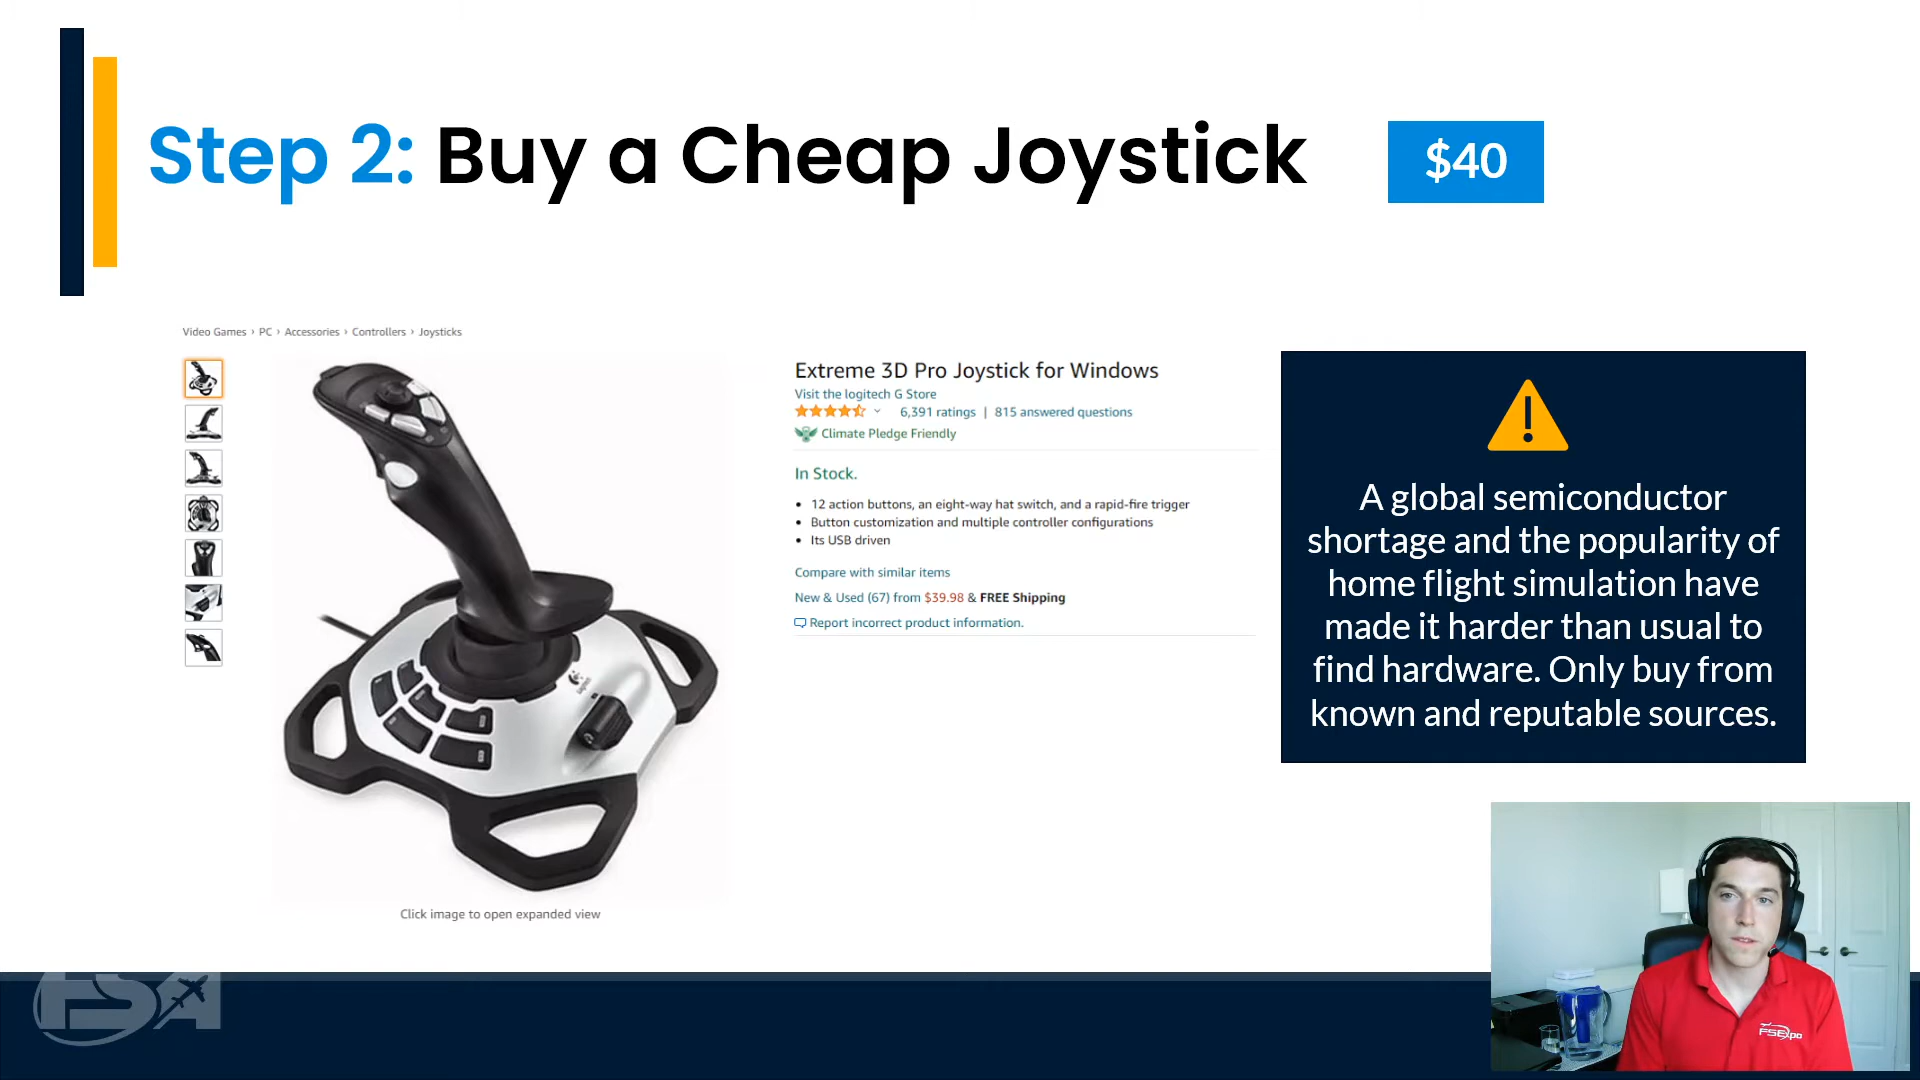 Step 2: Buy a Cheap Joystick
$40
Video Games › PC › Accessories › Controllers › Joysticks
Extreme 3D Pro Joystick for Windows
Visit the logitech G Store
6,391 ratings | 815 answered questions
Climate Pledge Friendly
In Stock.
• 12 action buttons, an eight-way hat switch, and a rapid-fire trigger
• Button customization and multiple controller configurations
• Its USB driven
Compare with similar items
New & Used (67) from $39.98 & FREE Shipping
Report incorrect product information.
Click image to open expanded view
A global semiconductor
shortage and the popularity of
home flight simulation have
made it harder than usual to
find hardware. Only buy from
known and reputable sources.
FSA
FSExpo